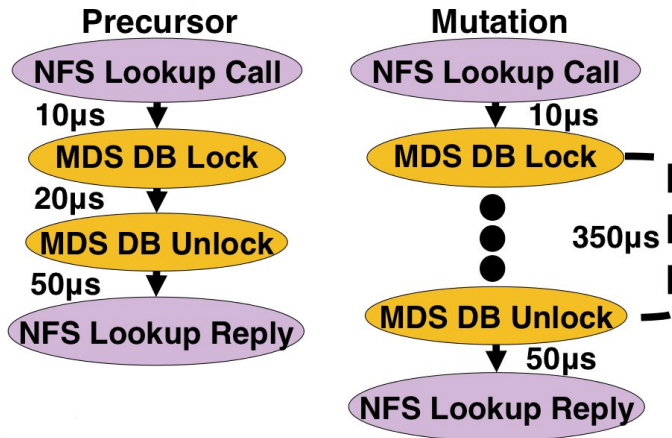 Precursor
NFS Lookup Call
10µs
MDS DB Lock
20µs
MDS DB Unlock
50µs
NFS Lookup Reply
Mutation
NFS Lookup Call
10µs
MDS DB Lock
350µs
MDS DB Unlock
50µs
NFS Lookup Reply